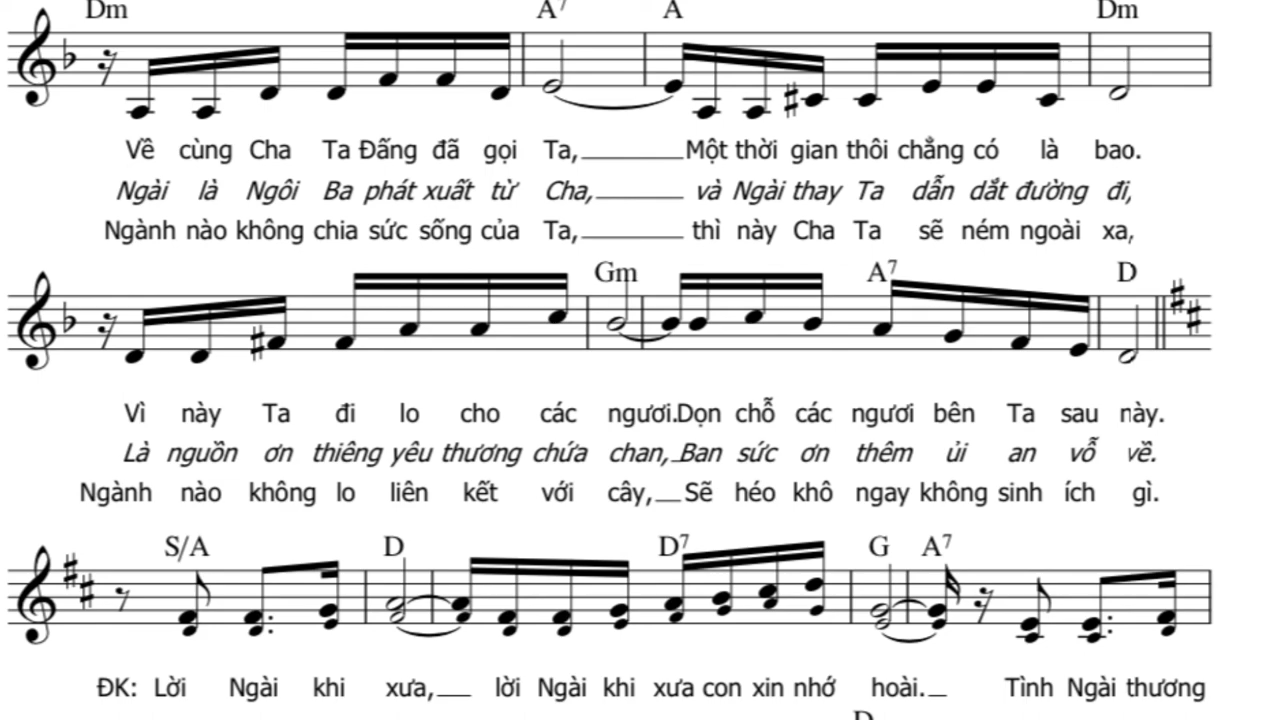 Dm A7 A Dm
Về cùng Cha Ta Đấng đã gọi Ta,___ Một thời gian thôi chẳng có là bao.
Ngài là Ngôi Ba phát xuất từ Cha,___ và Ngài thay Ta dẫn dắt đường đi,
Ngành nào không chia sức sống của Ta,___ thì này Cha Ta sẽ ném ngoài xa,
Gm A7 D
Vì này Ta đi lo cho các ngươi.Dọn chỗ các ngươi bên Ta sau này.
Là nguồn ơn thiêng yêu thương chứa chan,_Ban sức ơn thêm ủi an vỗ về.
Ngành nào không lo liên kết với cây,_ Sẽ héo khô ngay không sinh ích gì.
S/A D D7 G A7
ĐK: Lời Ngài khi xưa,_ lời Ngài khi xưa con xin nhớ hoài._ Tình Ngài thương